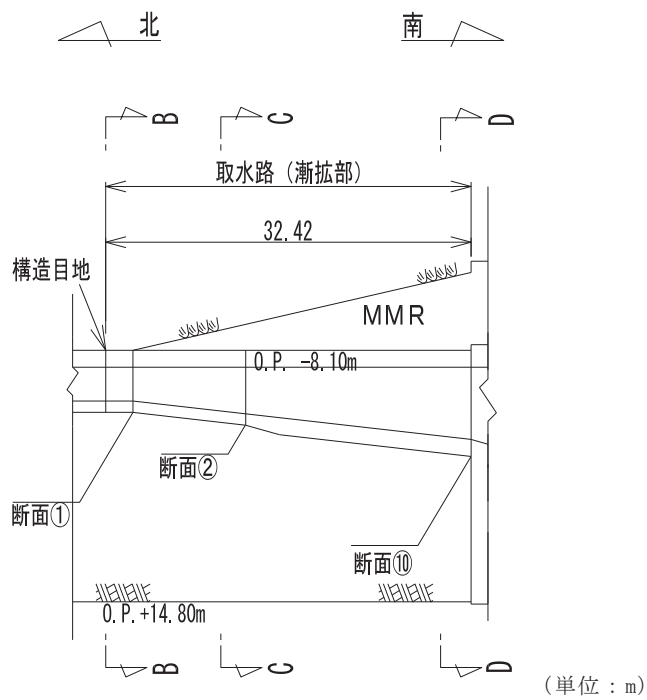 北 南
B C D
取水路（漸拡部）
32.42
構造目地
MMR
O.P. -8.10m
断面②
断面①
断面⑩
O.P.+14.80m
B C D
(単位：m)